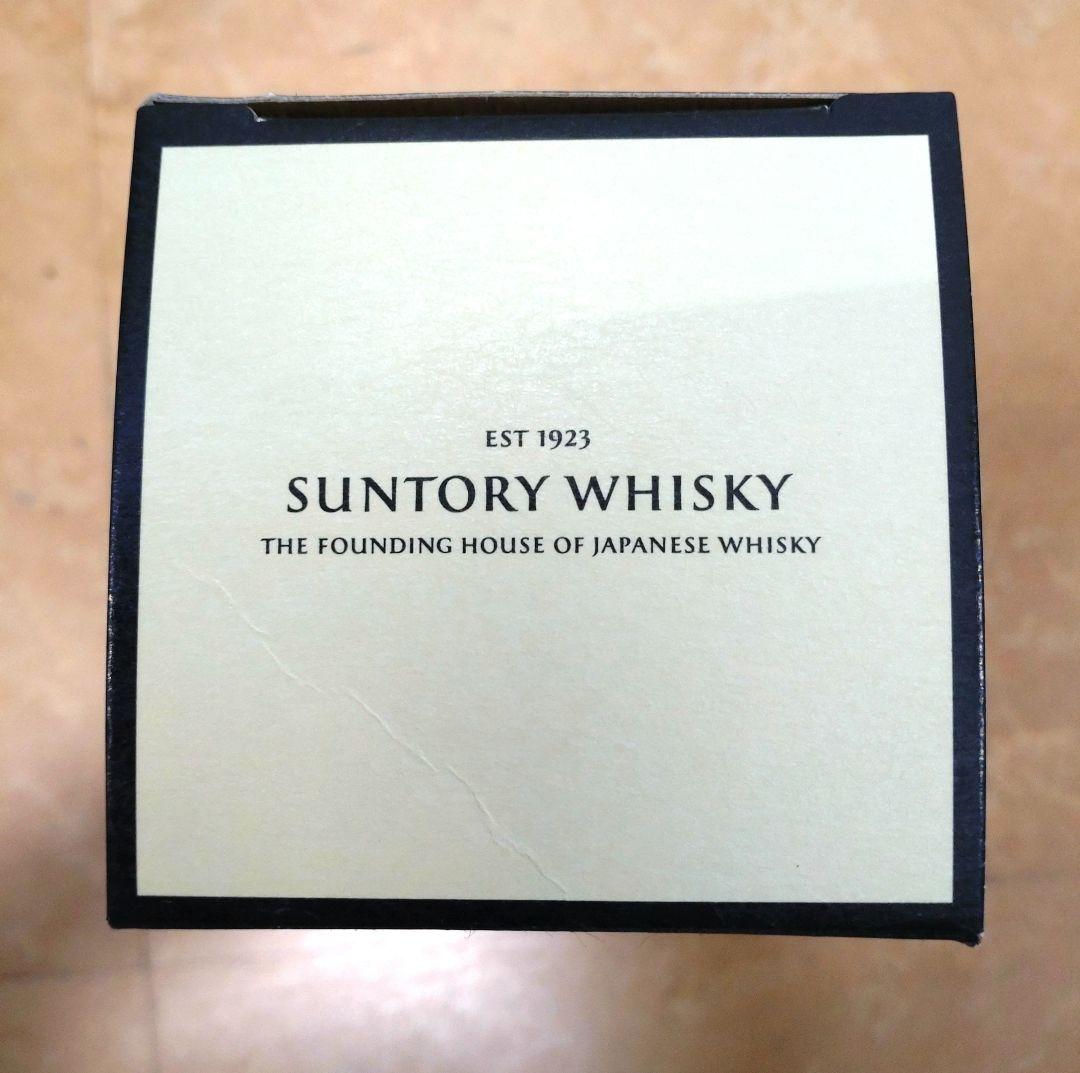 EST 1923
SUNTORY WHISKY
THE FOUNDING HOUSE OF JAPANESE WHISKY